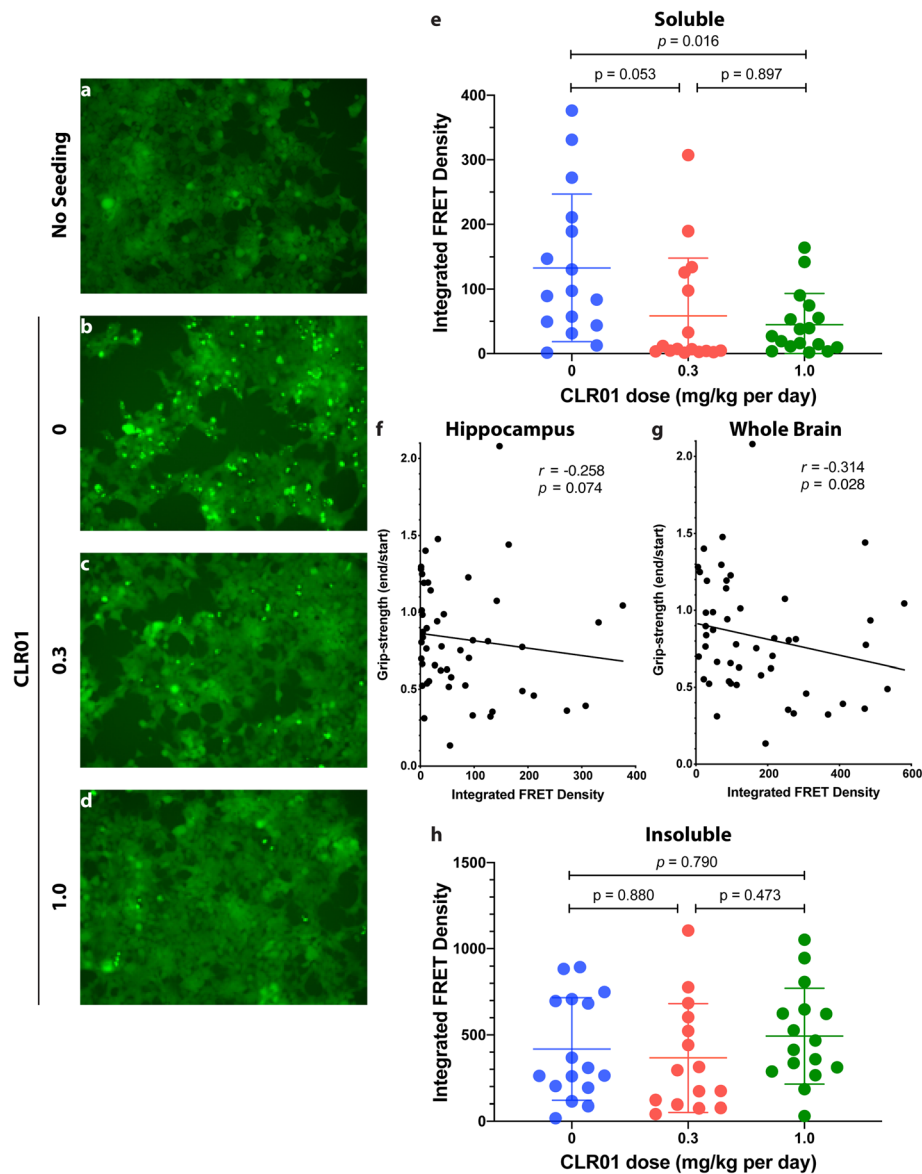 a
No Seeding
b
0
c
0.3
CLR01
d
1.0
e
Soluble
p = 0.016
p = 0.053
p = 0.897
400
300
200
100
0
Integrated FRET Density
0
0.3
1.0
CLR01 dose (mg/kg per day)
f
Hippocampus
r = -0.258
p = 0.074
2.0
1.5
1.0
0.5
0.0
Grip-strength (end/start)
0
100
200
300
400
Integrated FRET Density
g
Whole Brain
r = -0.314
p = 0.028
2.0
1.5
1.0
0.5
0.0
Grip-strength (end/start)
0
200
400
600
Integrated FRET Density
h
Insoluble
p = 0.790
p = 0.880
p = 0.473
1500
1000
500
0
Integrated FRET Density
0
0.3
1.0
CLR01 dose (mg/kg per day)